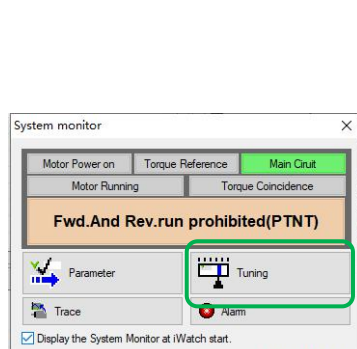 System monitor
Motor Power on Torque Reference Main Ciruit
Motor Running Torque Coincidence
Fwd.And Rev.run prohibited(PTNT)
Parameter Tuning
Trace Alarm
Display the System Monitor at iWatch start.